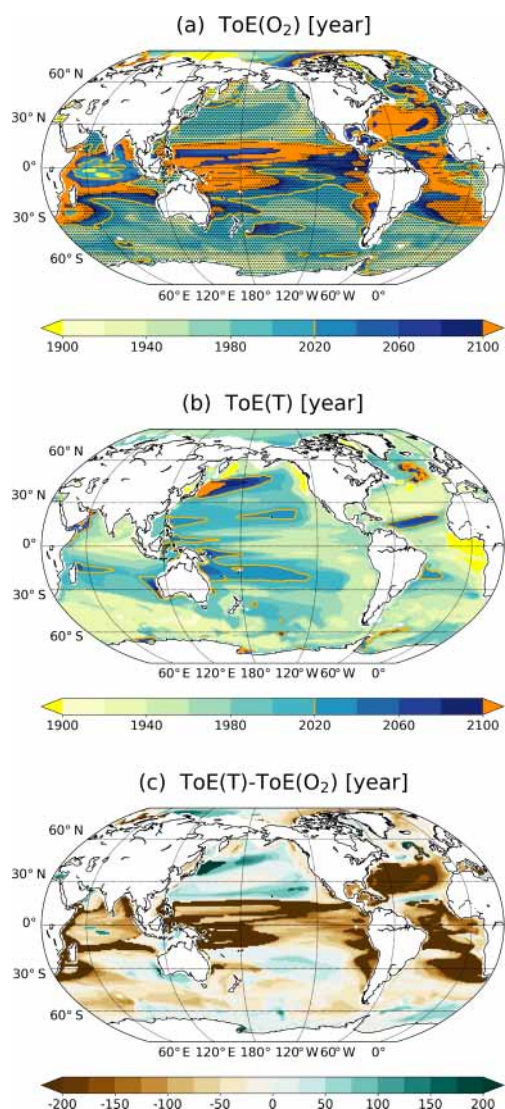 (a) ToE(O₂) [year]
60° N
30° N
0° N
30° S
60° S
60° E 120° E 180° 120° W 60° W 0°
1900 1940 1980 2020 2060 2100
(b) ToE(T) [year]
60° N
30° N
0° N
30° S
60° S
60° E 120° E 180° 120° W 60° W 0°
1900 1940 1980 2020 2060 2100
(c) ToE(T)-ToE(O₂) [year]
60° N
30° N
0° N
30° S
60° S
60° E 120° E 180° 120° W 60° W 0°
-200 -150 -100 -50 0 50 100 150 200